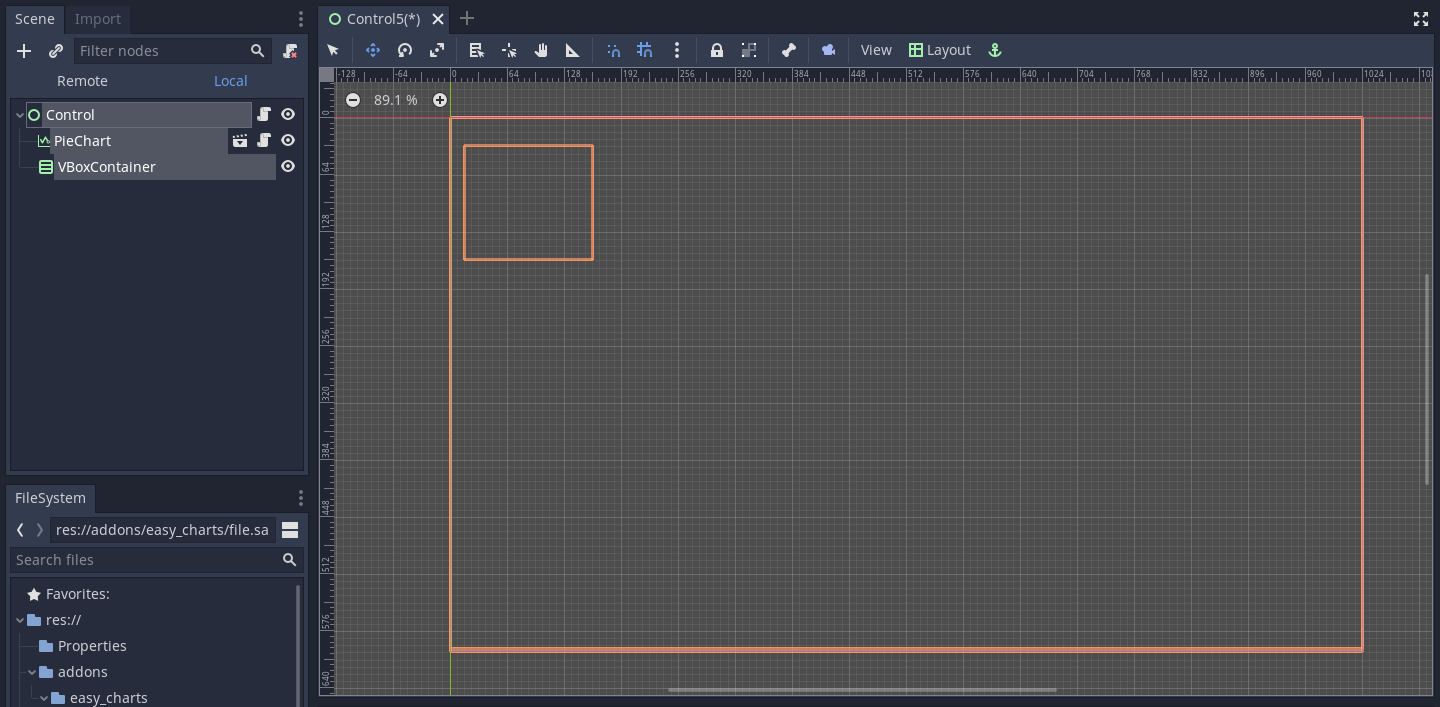 Scene Import
Filter nodes
Remote Local
Control
PieChart
VBoxContainer
FileSystem
res://addons/easy_charts/file.sa
Search files
Favorites:
res://
Properties
addons
easy_charts
Control5(*)
View Layout
-128 -64 0 64 128 192 256 320 384 448 512 576 640 704 768 832 896 960 1024 108
89.1 %
0
64
128
192
256
320
384
448
512
576
640